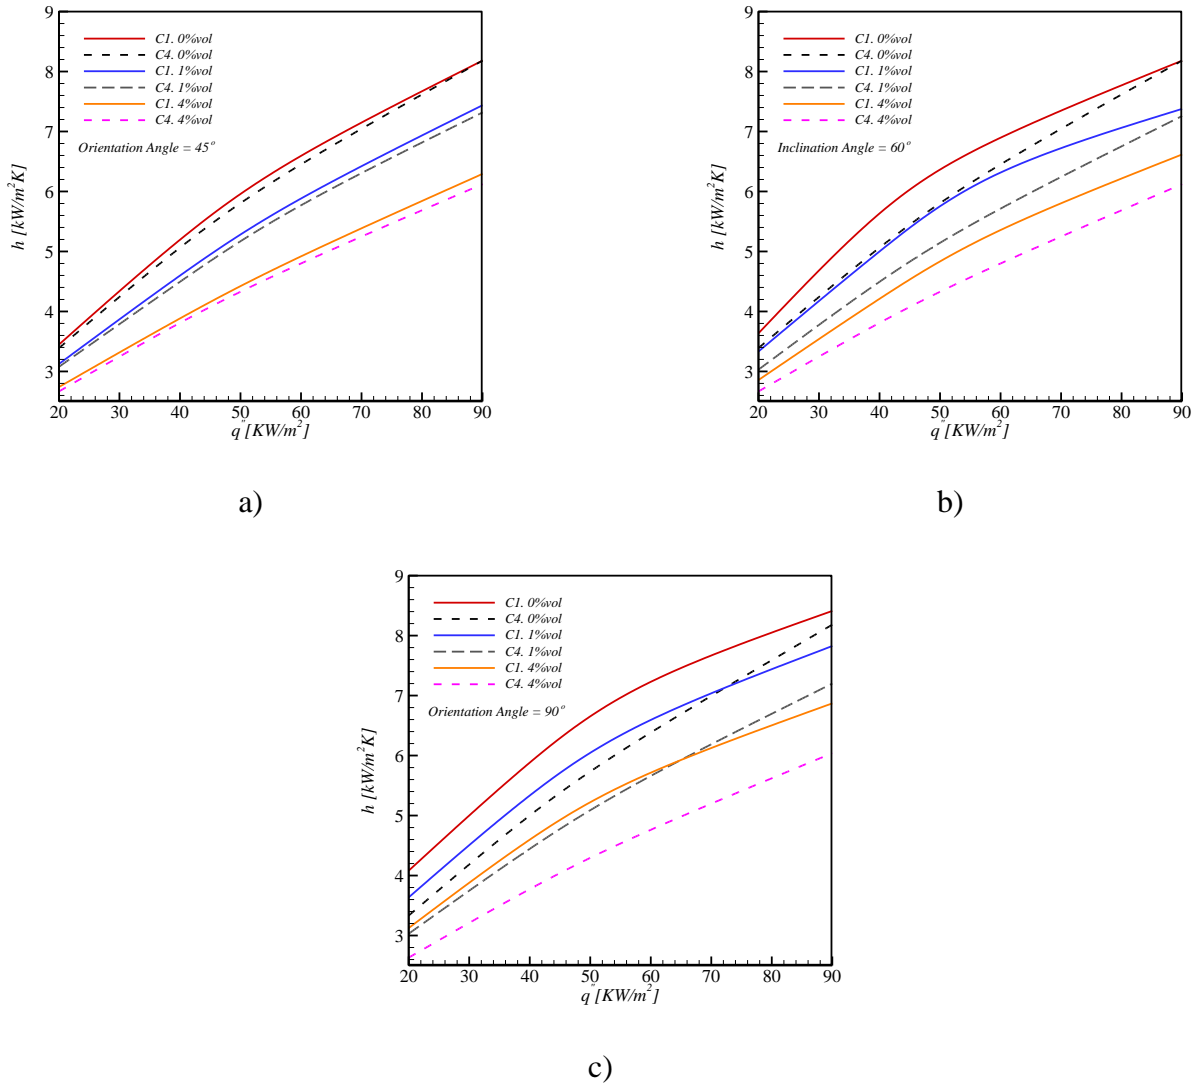 9
8
7
6
5
4
3
h [kW/m²K]
C1. 0%vol
C4. 0%vol
C1. 1%vol
C4. 1%vol
C1. 4%vol
C4. 4%vol
Orientation Angle = 45°
20 30 40 50 60 70 80 90
q" [KW/m²]
a)
9
8
7
6
5
4
3
h [kW/m²K]
C1. 0%vol
C4. 0%vol
C1. 1%vol
C4. 1%vol
C1. 4%vol
C4. 4%vol
Inclination Angle = 60°
20 30 40 50 60 70 80 90
q" [KW/m²]
b)
9
8
7
6
5
4
3
h [kW/m²K]
C1. 0%vol
C4. 0%vol
C1. 1%vol
C4. 1%vol
C1. 4%vol
C4. 4%vol
Orientation Angle = 90°
20 30 40 50 60 70 80 90
q" [KW/m²]
c)